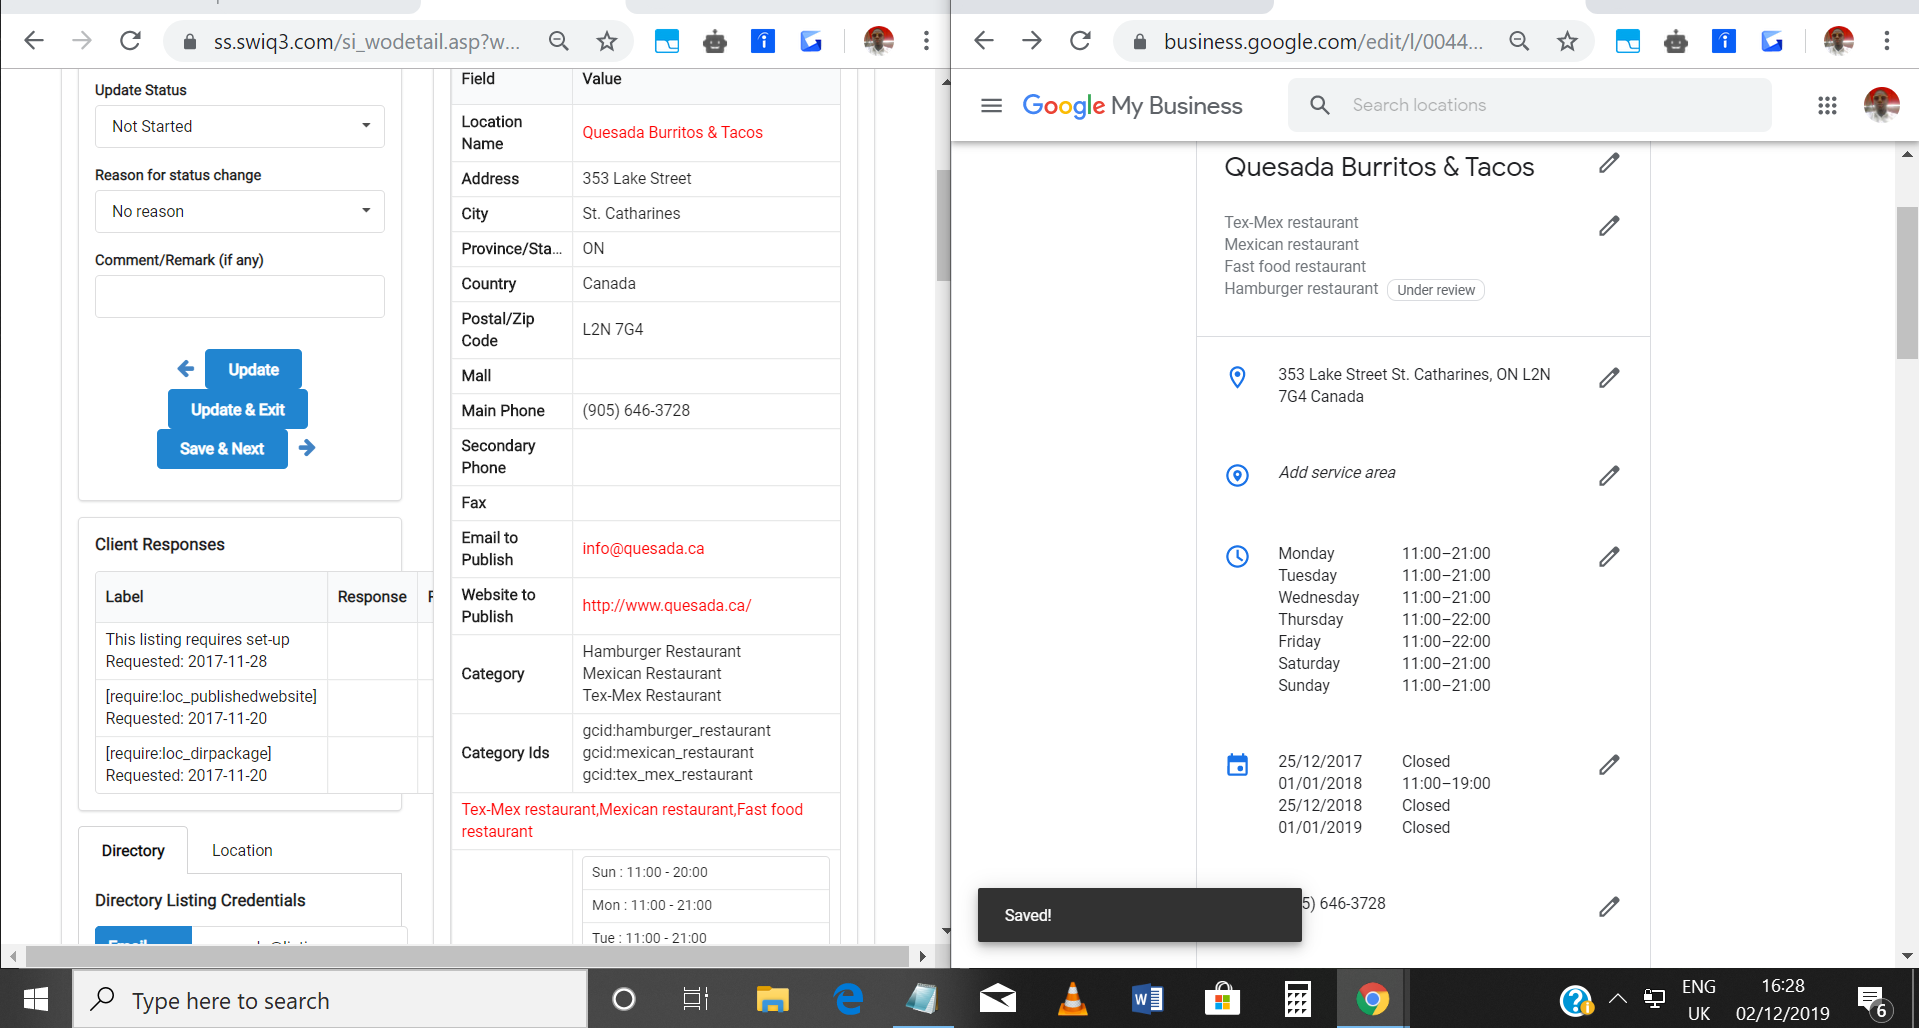 ss.swiq3.com/si_wodetail.asp?w...
Update Status
Not Started
Reason for status change
No reason
Comment/Remark (if any)
Update
Update & Exit
Save & Next
Client Responses
Label Response
This listing requires set-up
Requested: 2017-11-28
[require:loc_publishedwebsite]
Requested: 2017-11-20
[require:loc_dirpackage]
Requested: 2017-11-20
Directory Location
Directory Listing Credentials
Field Value
Location Name Quesada Burritos & Tacos
Address 353 Lake Street
City St. Catharines
Province/Sta... ON
Country Canada
Postal/Zip Code L2N 7G4
Mall
Main Phone (905) 646-3728
Secondary Phone
Fax
Email to Publish info@quesada.ca
Website to Publish http://www.quesada.ca/
Category
Hamburger Restaurant
Mexican Restaurant
Tex-Mex Restaurant
Category Ids
gcid:hamburger_restaurant
gcid:mexican_restaurant
gcid:tex_mex_restaurant
Tex-Mex restaurant,Mexican restaurant,Fast food
restaurant
Sun : 11:00 - 20:00
Mon : 11:00 - 21:00
Tue : 11:00 - 21:00
business.google.com/edit/l/0044...
Google My Business
Search locations
Quesada Burritos & Tacos
Tex-Mex restaurant
Mexican restaurant
Fast food restaurant
Hamburger restaurant Under review
353 Lake Street St. Catharines, ON L2N
7G4 Canada
Add service area
Monday 11:00–21:00
Tuesday 11:00–21:00
Wednesday 11:00–21:00
Thursday 11:00–22:00
Friday 11:00–22:00
Saturday 11:00–21:00
Sunday 11:00–21:00
25/12/2017 Closed
01/01/2018 11:00–19:00
25/12/2018 Closed
01/01/2019 Closed
5) 646-3728
Saved!
Type here to search
ENG
UK
16:28
02/12/2019
6